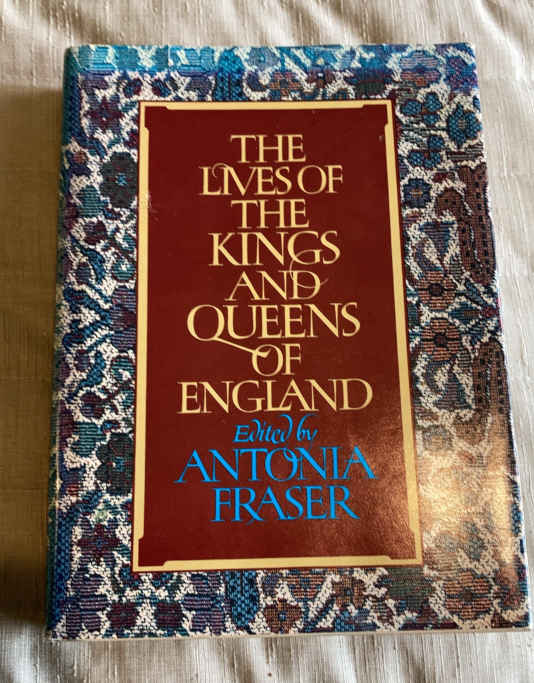 THE
LIVES OF
THE
KINGS
AND
QUEENS
OF
ENGLAND
Edited by
ANTONIA
FRASER